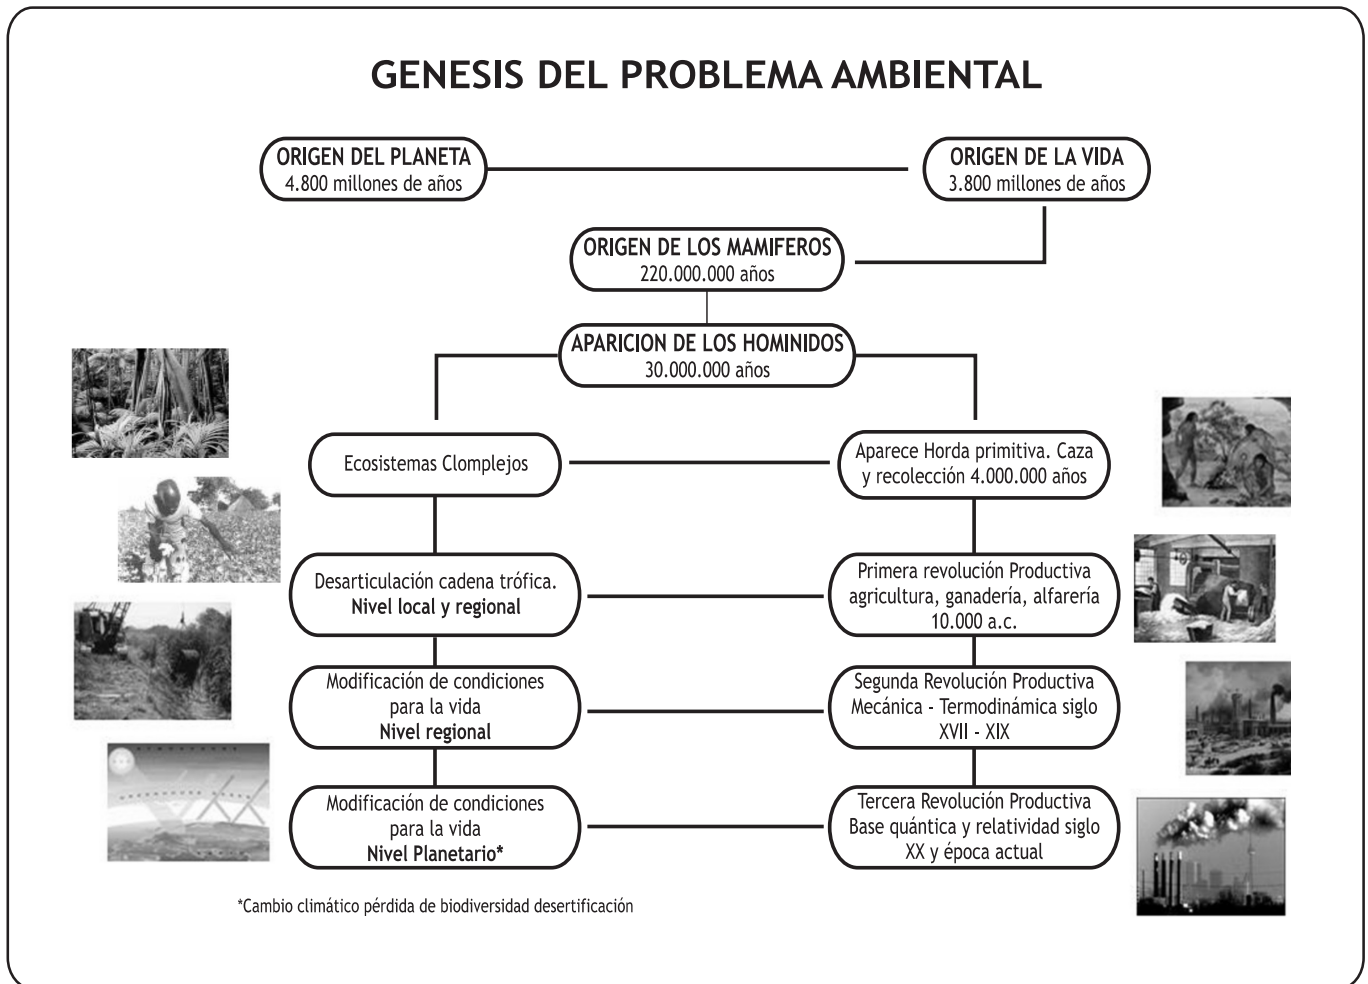 GENESIS DEL PROBLEMA AMBIENTAL
ORIGEN DEL PLANETA
4.800 millones de años
ORIGEN DE LA VIDA
3.800 millones de años
ORIGEN DE LOS MAMIFEROS
220.000.000 años
APARICION DE LOS HOMINIDOS
30.000.000 años
Ecosistemas Clomplejos
Aparece Horda primitiva. Caza
y recolección 4.000.000 años
Desarticulación cadena trófica.
Nivel local y regional
Primera revolución Productiva
agricultura, ganadería, alfarería
10.000 a.c.
Modificación de condiciones
para la vida
Nivel regional
Segunda Revolución Productiva
Mecánica - Termodinámica siglo
XVII - XIX
Modificación de condiciones
para la vida
Nivel Planetario*
Tercera Revolución Productiva
Base quántica y relatividad siglo
XX y época actual
*Cambio climático pérdida de biodiversidad desertificación